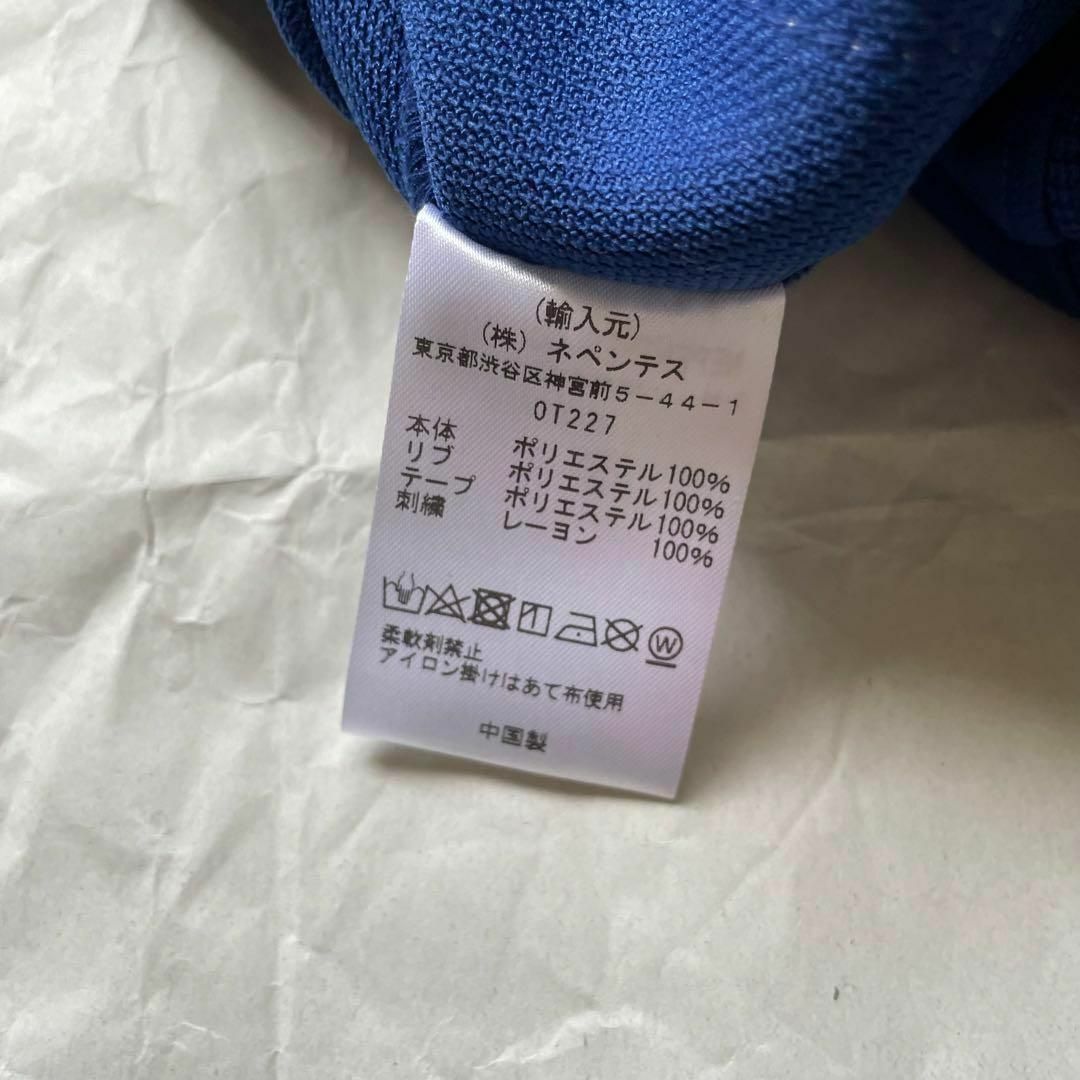 (輸入元)
(株) ネペンテス
東京都渋谷区神宮前5-44-1
OT227
本体 ポリエステル100%
リブ ポリエステル100%
テープ ポリエステル100%
刺繍 レーヨン 100%
W
柔軟剤禁止
アイロン掛けはあて布使用
中国製